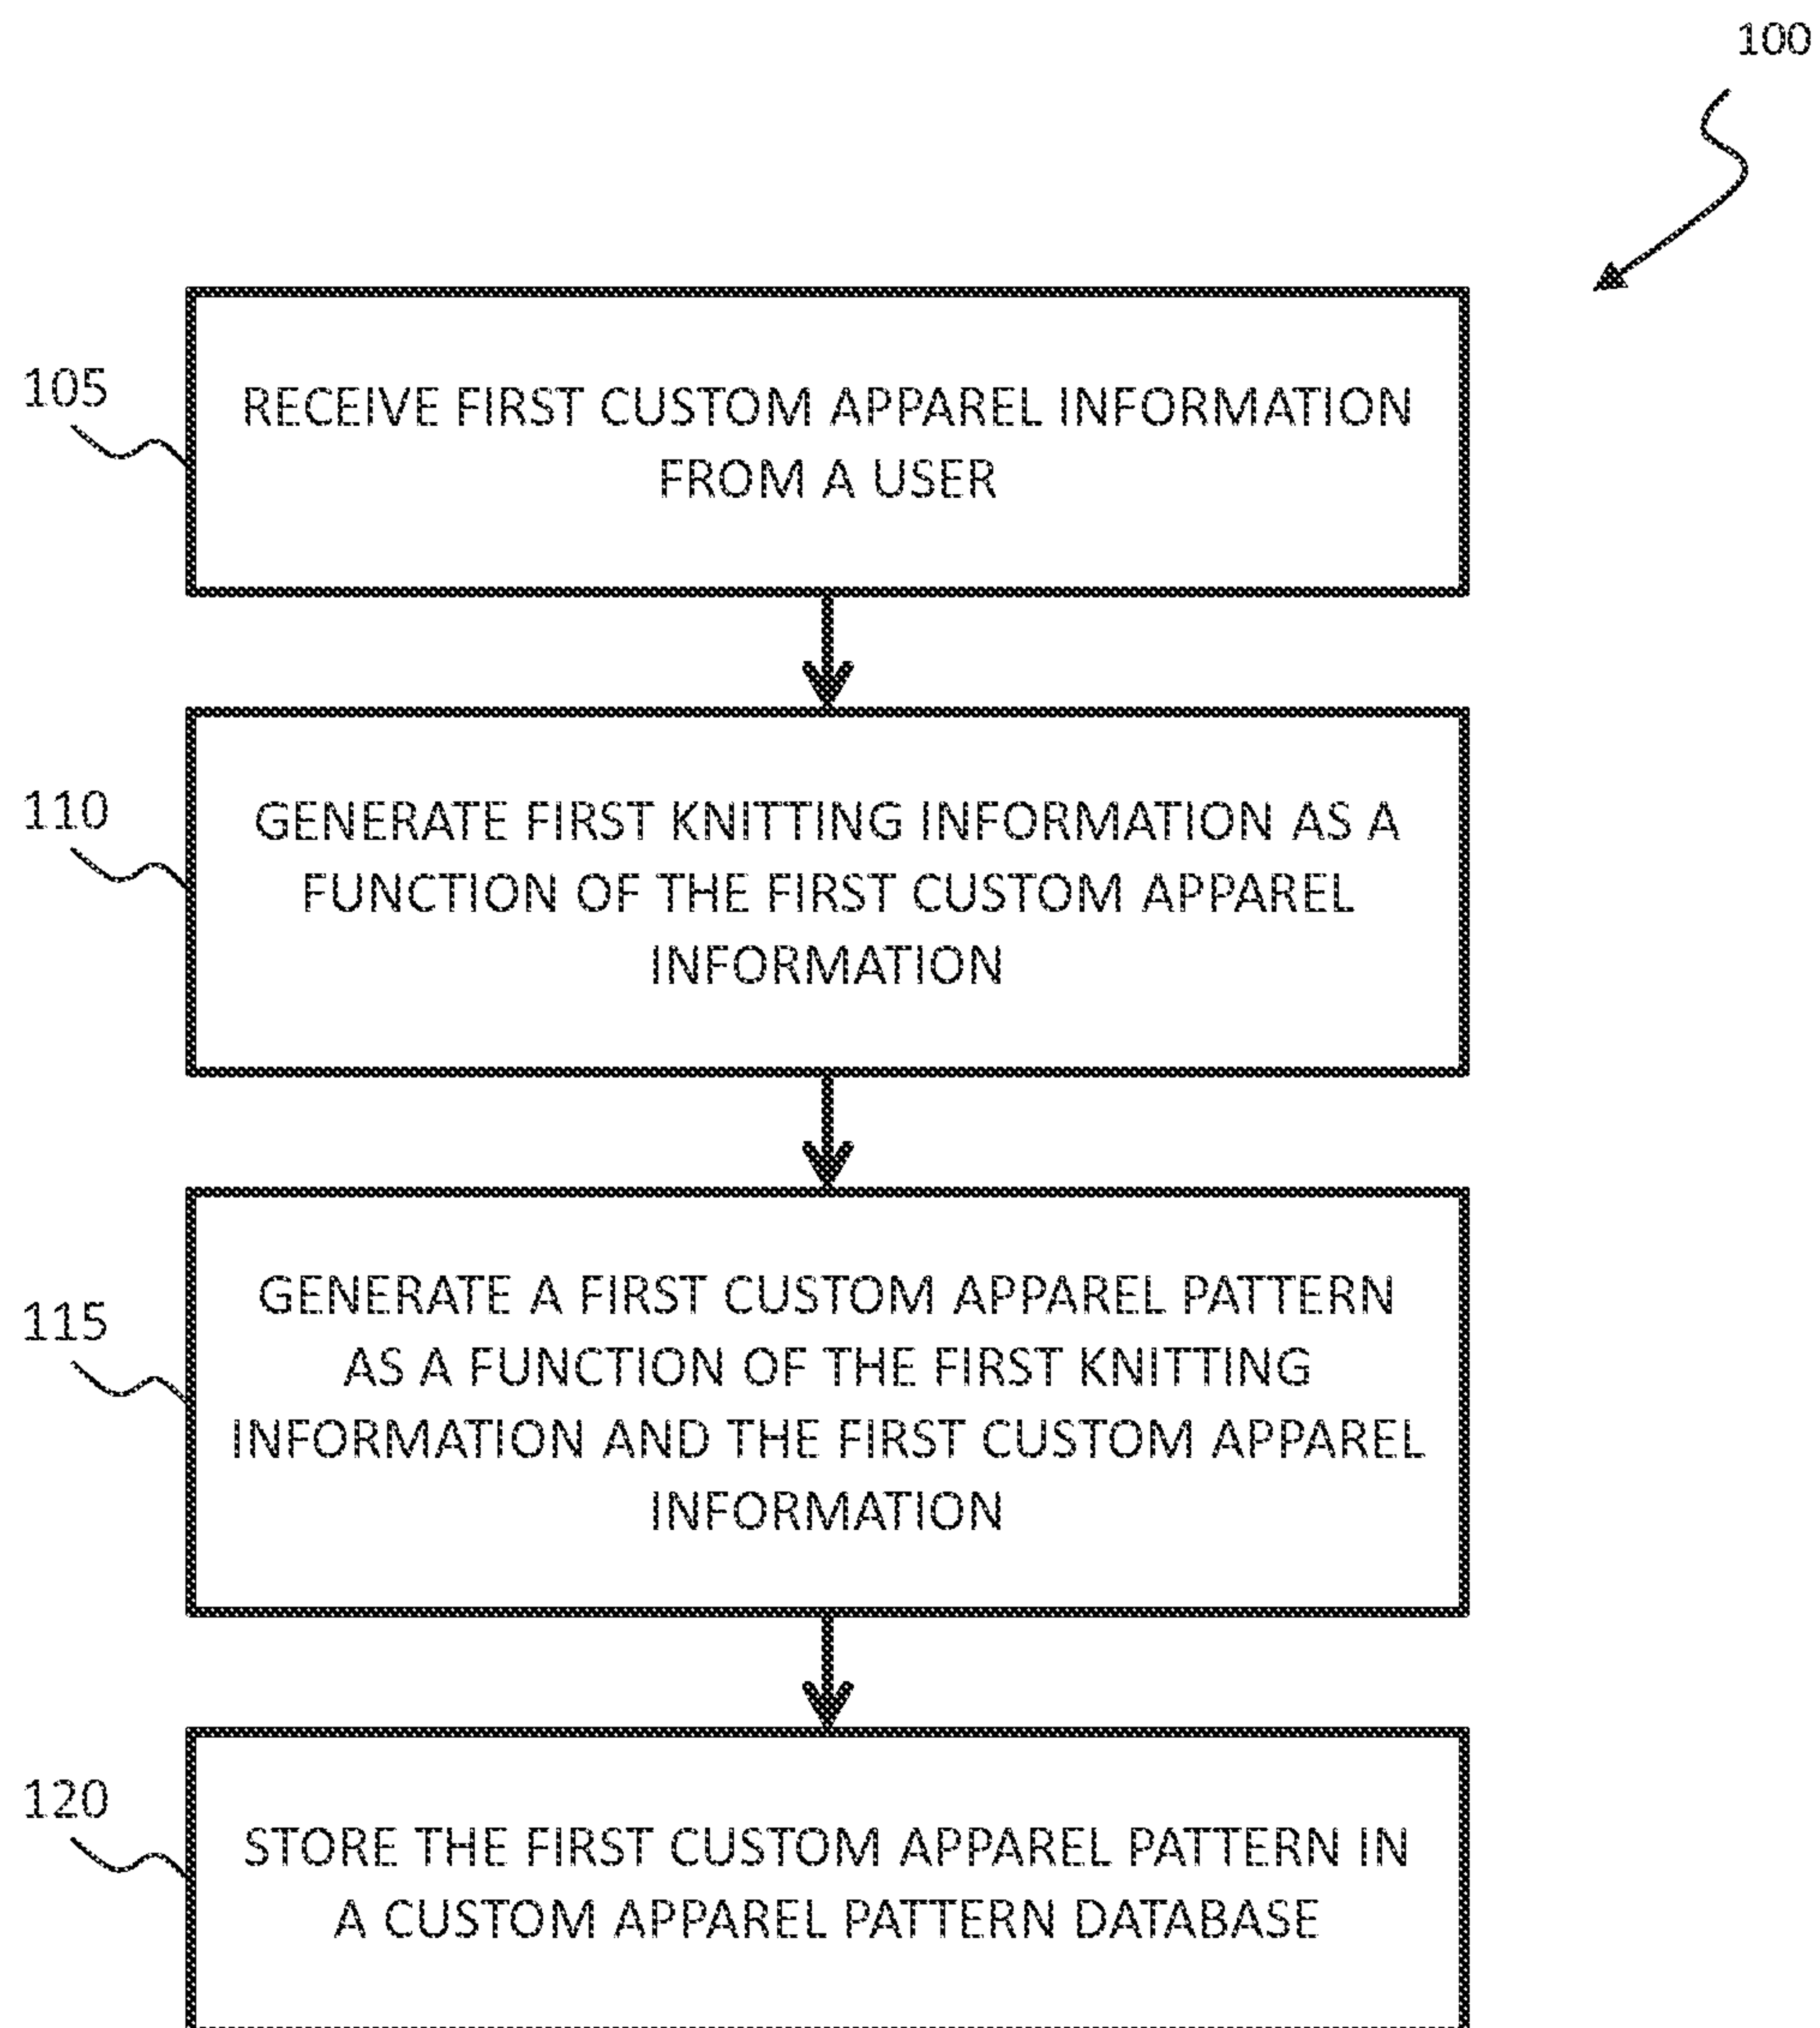 100
105
RECEIVE FIRST CUSTOM APPAREL INFORMATION
FROM A USER
110
GENERATE FIRST KNITTING INFORMATION AS A
FUNCTION OF THE FIRST CUSTOM APPAREL
INFORMATION
115
GENERATE A FIRST CUSTOM APPAREL PATTERN
AS A FUNCTION OF THE FIRST KNITTING
INFORMATION AND THE FIRST CUSTOM APPAREL
INFORMATION
120
STORE THE FIRST CUSTOM APPAREL PATTERN IN
A CUSTOM APPAREL PATTERN DATABASE